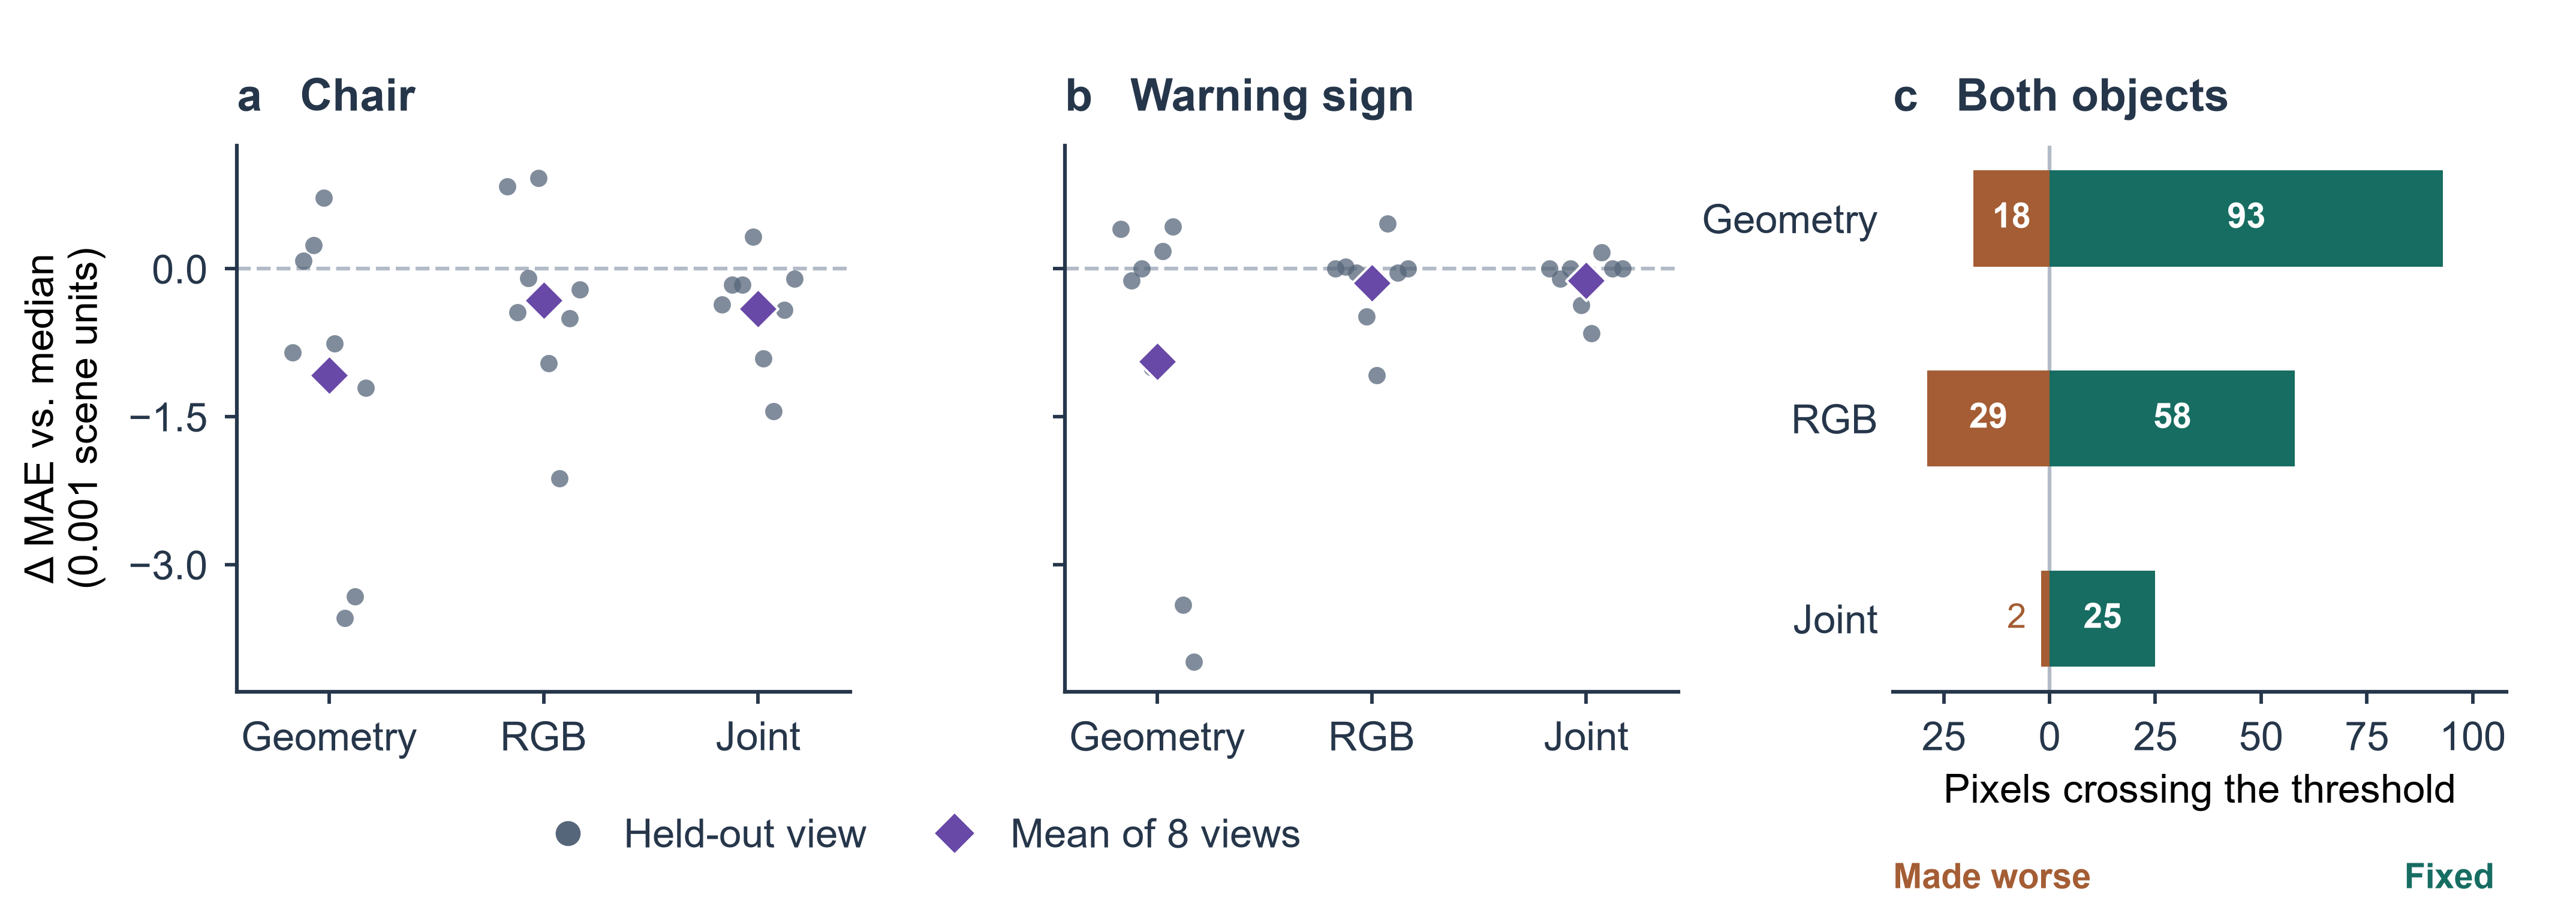 a Chair
b Warning sign
c Both objects
Δ MAE vs. median
(0.001 scene units)
0.0
−1.5
−3.0
Geometry RGB Joint
Geometry RGB Joint
Geometry
18 93
RGB
29 58
Joint
2 25
25 0 25 50 75 100
Pixels crossing the threshold
Held-out view Mean of 8 views
Made worse Fixed